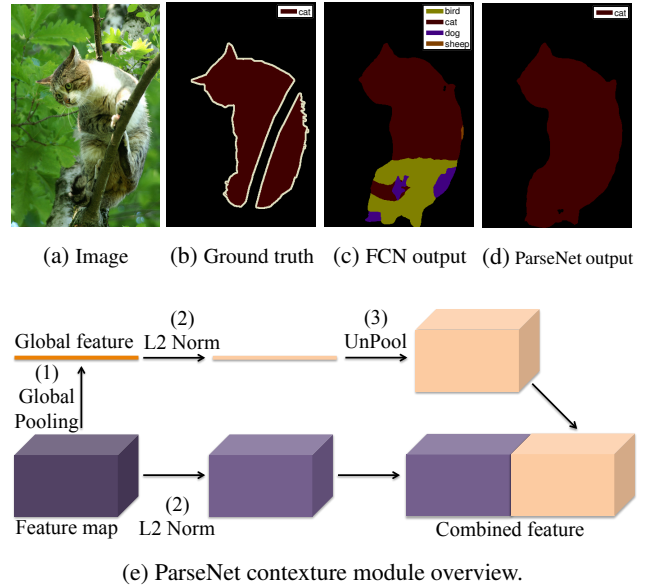 cat
bird
cat
dog
sheep
cat
(a) Image
(b) Ground truth
(c) FCN output
(d) ParseNet output
(2)
(3)
Global feature
L2 Norm
UnPool
(1)
Global
Pooling
(2)
Feature map
L2 Norm
Combined feature
(e) ParseNet contexture module overview.